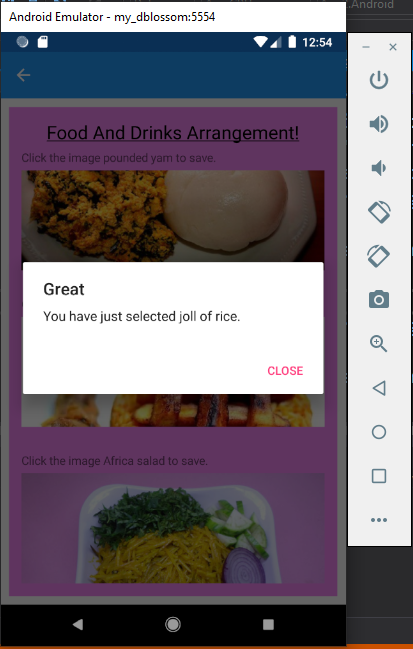 .Android
Android Emulator - my_dblossom:5554
12:54
Food And Drinks Arrangement!
Click the image pounded yam to save.
Great
You have just selected joll of rice.
CLOSE
Click the image Africa salad to save.